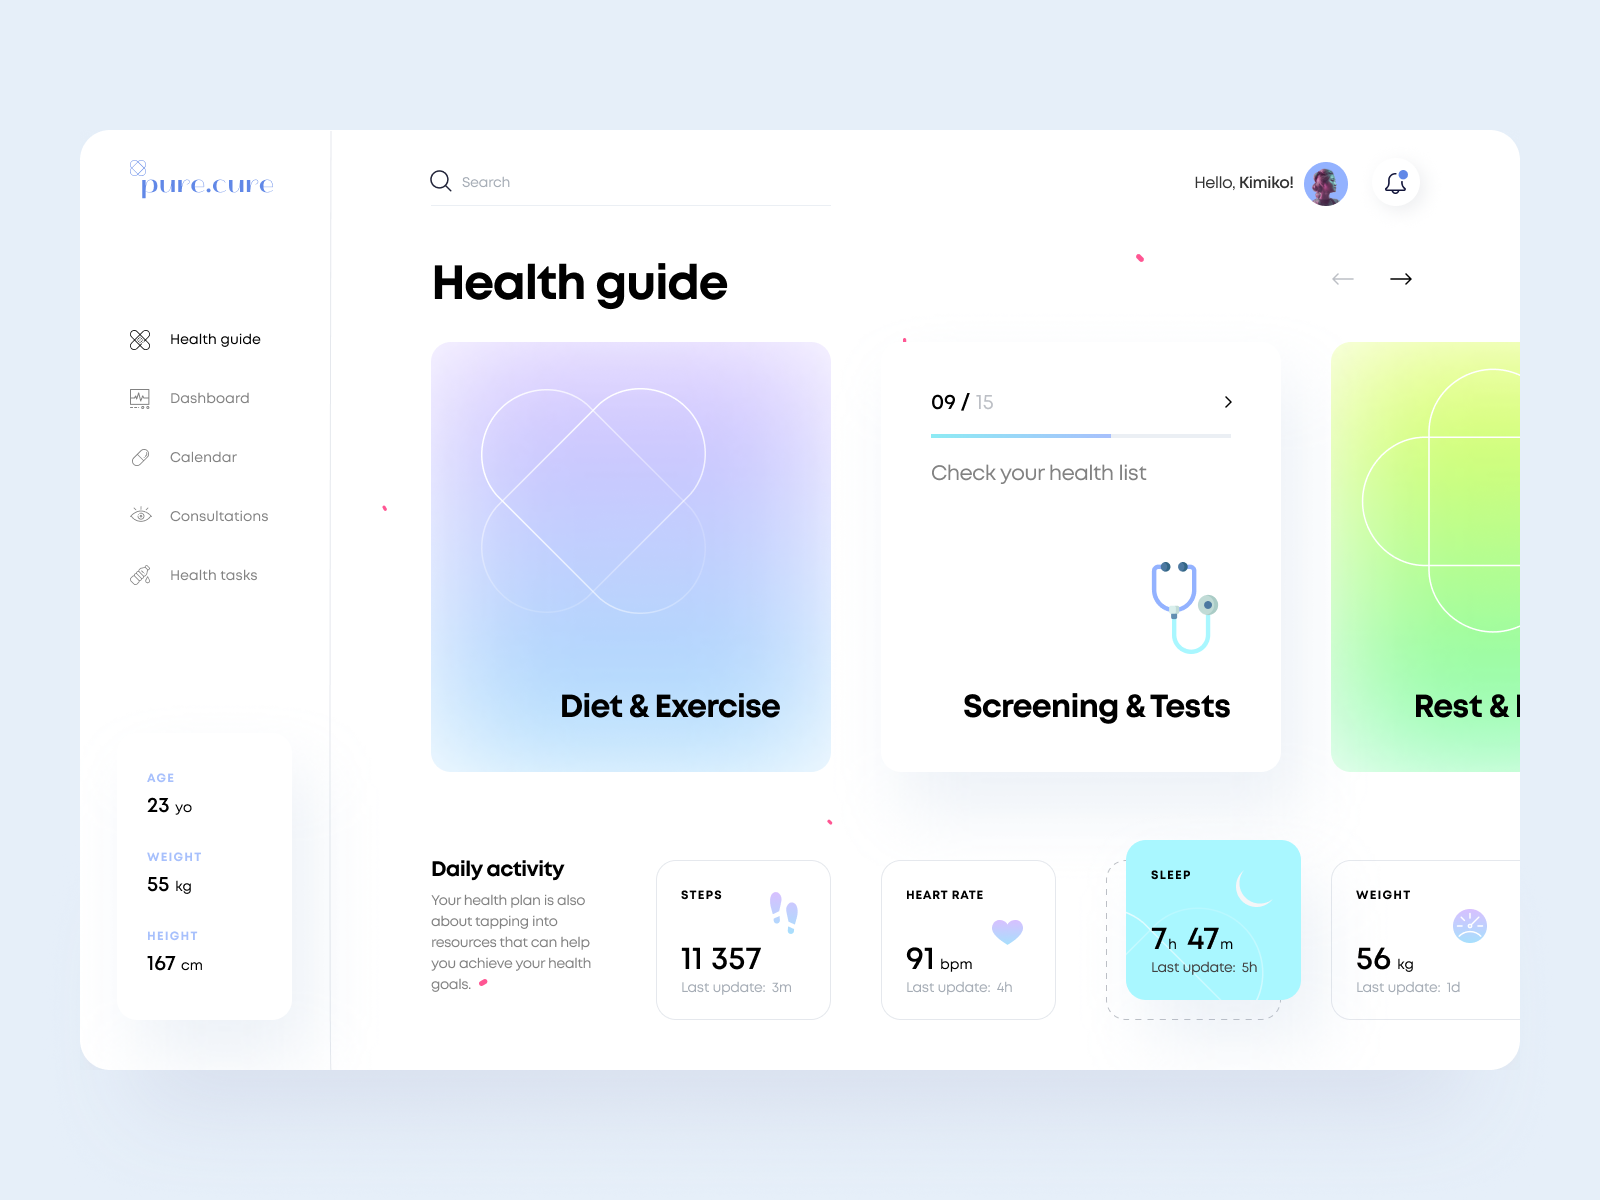 pure.cure
Search
Hello, Kimiko!
Health guide
Health guide
Dashboard
Calendar
Consultations
Health tasks
Diet & Exercise
09 / 15
Check your health list
Screening & Tests
Rest &
AGE
23 yo
WEIGHT
55 kg
HEIGHT
167 cm
Daily activity
Your health plan is also
about tapping into
resources that can help
you achieve your health
goals.
STEPS
11 357
Last update: 3m
HEART RATE
91 bpm
Last update: 4h
SLEEP
7h 47m
Last update: 5h
WEIGHT
56 kg
Last update: 1d